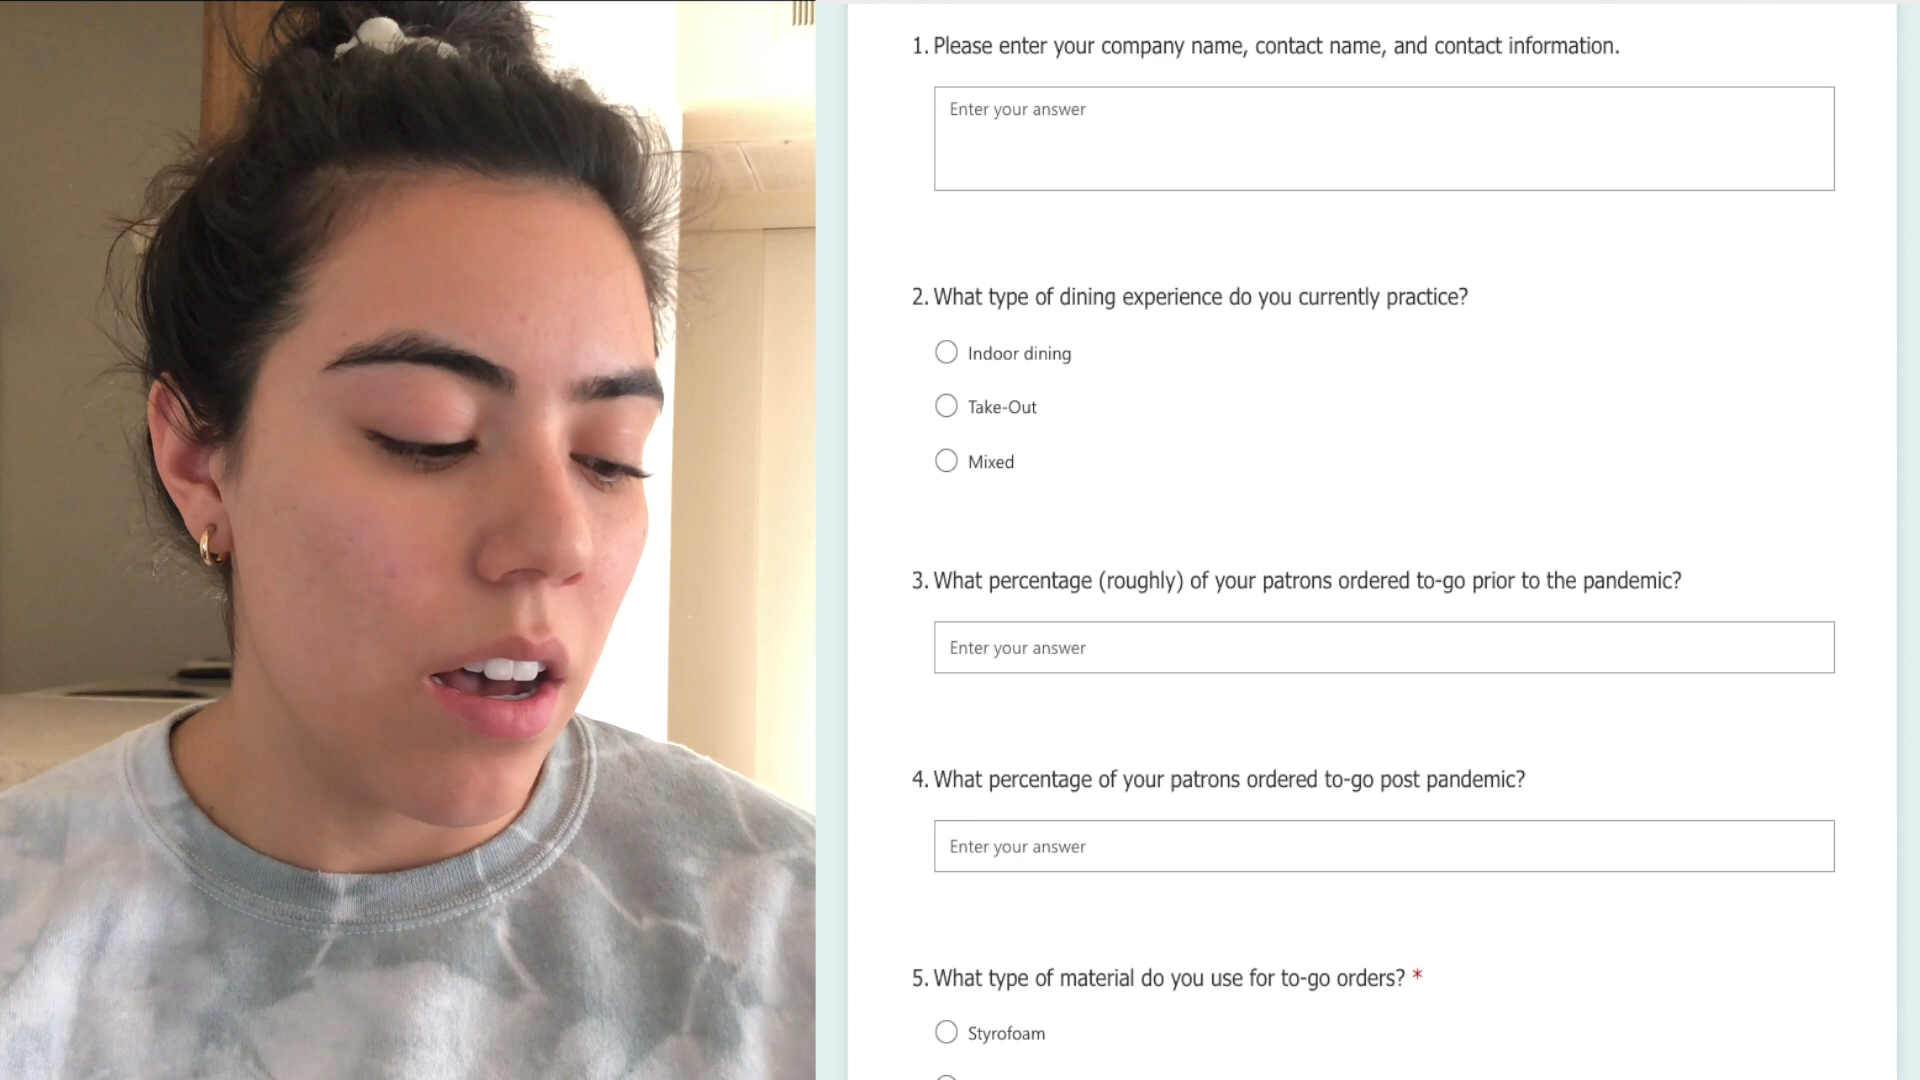 1. Please enter your company name, contact name, and contact information.
Enter your answer
2. What type of dining experience do you currently practice?
Indoor dining
Take-Out
Mixed
3. What percentage (roughly) of your patrons ordered to-go prior to the pandemic?
Enter your answer
4. What percentage of your patrons ordered to-go post pandemic?
Enter your answer
5. What type of material do you use for to-go orders? *
Styrofoam